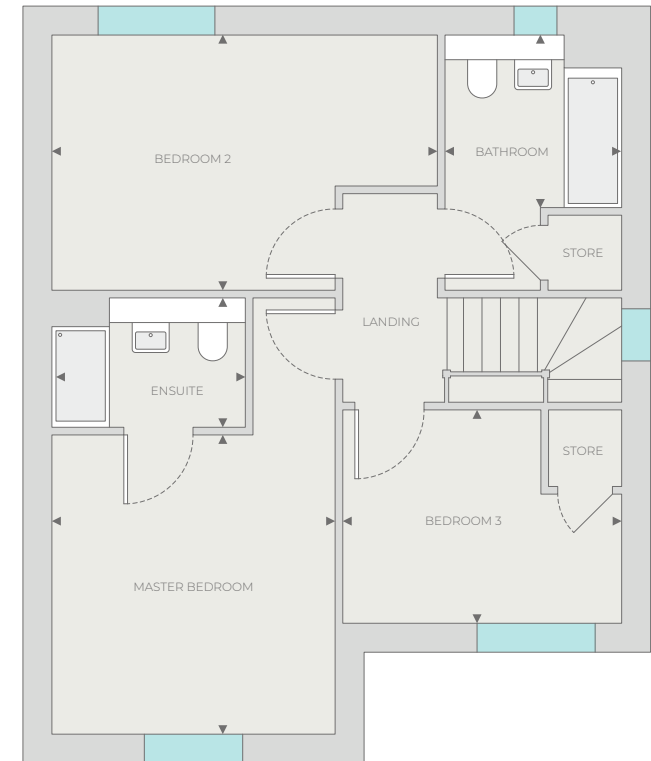 BEDROOM 2
BATHROOM
STORE
LANDING
ENSUITE
STORE
BEDROOM 3
MASTER BEDROOM